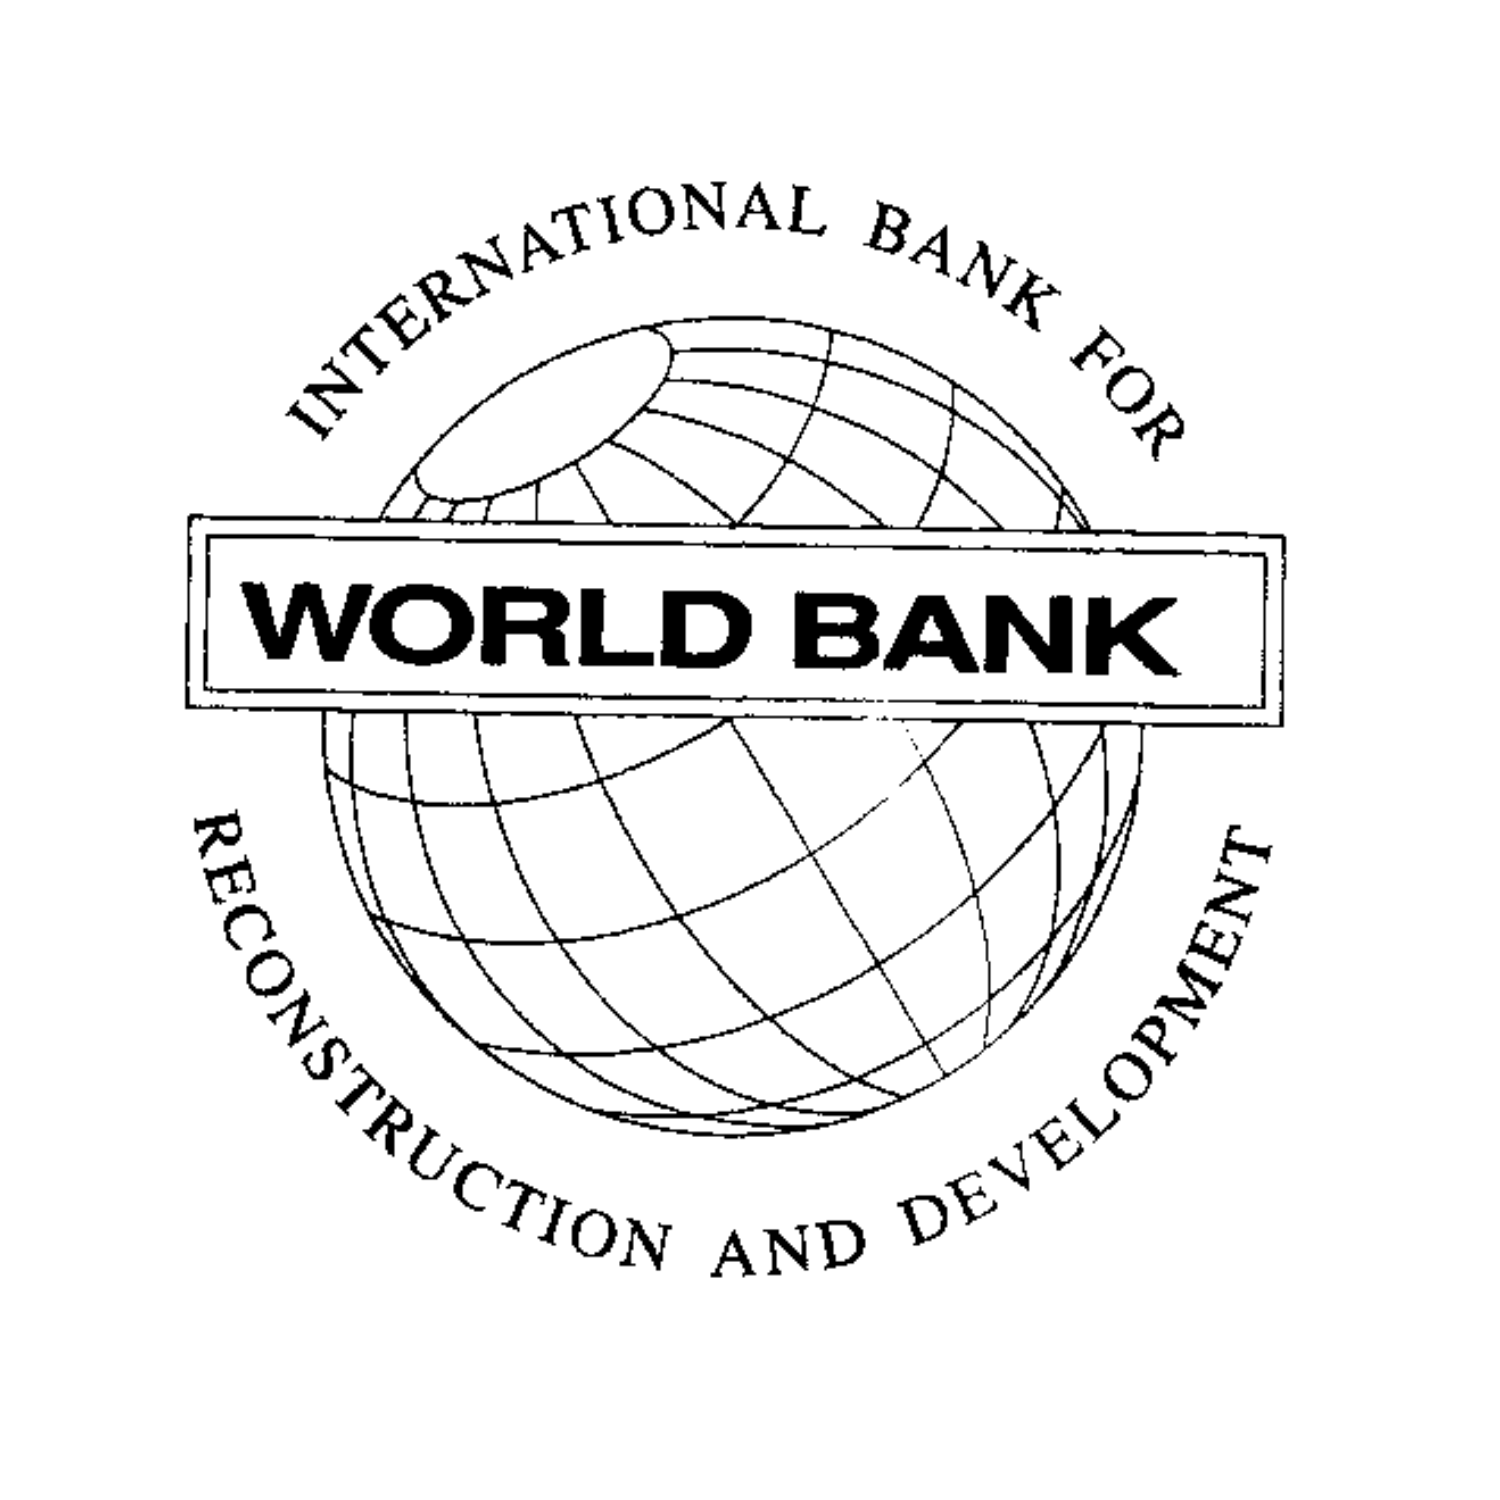 INTERNATIONAL BANK FOR
WORLD BANK
RECONSTRUCTION AND DEVELOPMENT